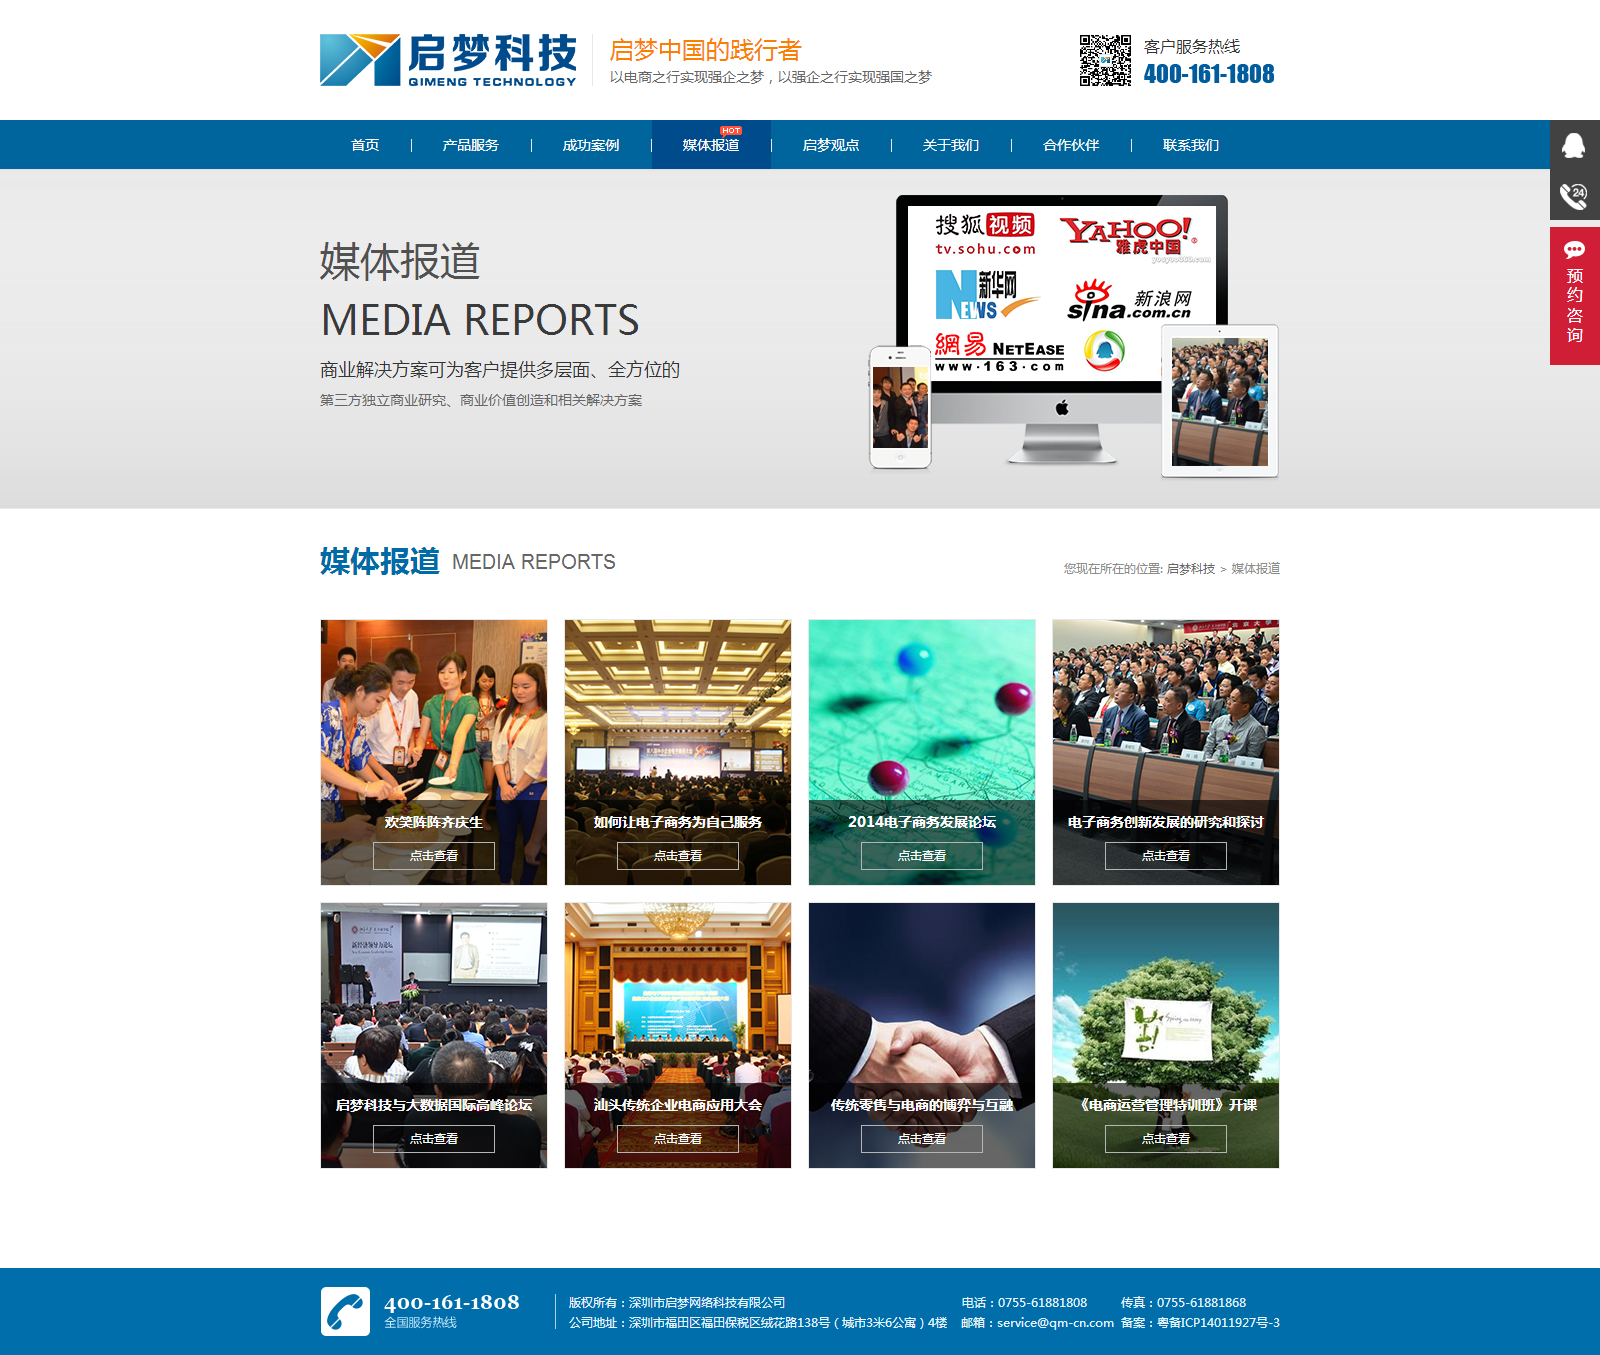 启梦科技
QIMENG TECHNOLOGY
启梦中国的践行者
以电商之行实现强企之梦，以强企之行实现强国之梦
客户服务热线
400-161-1808
首页
产品服务
成功案例
媒体报道
HOT
启梦观点
关于我们
合作伙伴
联系我们
24
预约咨询
媒体报道
MEDIA REPORTS
商业解决方案可为客户提供多层面、全方位的
第三方独立商业研究、商业价值创造和相关解决方案
搜狐视频
tv.sohu.com
YAHOO!
雅虎中国
新华网
NEWS
sina 新浪网
.com.cn
網易 NETEASE
www.163.com
媒体报道 MEDIA REPORTS
您现在所在的位置: 启梦科技 > 媒体报道
欢笑阵阵齐庆生
点击查看
如何让电子商务为自己服务
点击查看
2014电子商务发展论坛
点击查看
电子商务创新发展的研究和探讨
点击查看
新经济领导力论坛
启梦科技与大数据国际高峰论坛
点击查看
汕头传统企业电商应用大会
点击查看
传统零售与电商的博弈与互融
点击查看
《电商运营管理特训班》开课
点击查看
400-161-1808
全国服务热线
版权所有：深圳市启梦网络科技有限公司
电话：0755-61881808
传真：0755-61881868
公司地址：深圳市福田区福田保税区绒花路138号（城市3米6公寓）4楼
邮箱：service@qm-cn.com
备案：粤备ICP14011927号-3